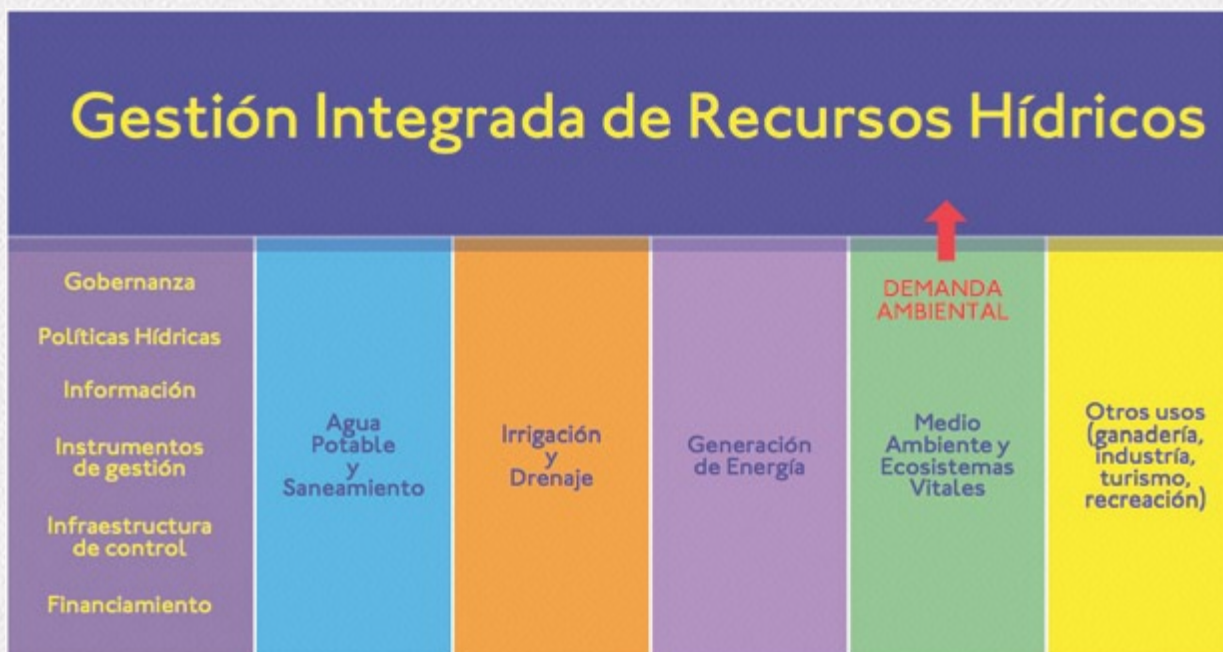 Gestión Integrada de Recursos Hídricos
Gobernanza
Políticas Hídricas
Información
Instrumentos
de gestión
Infraestructura
de control
Financiamiento
Agua
Potable
y
Saneamiento
Irrigación
y
Drenaje
Generación
de Energía
DEMANDA
AMBIENTAL
Medio
Ambiente y
Ecosistemas
Vitales
Otros usos
(ganadería,
industría,
turismo,
recreación)